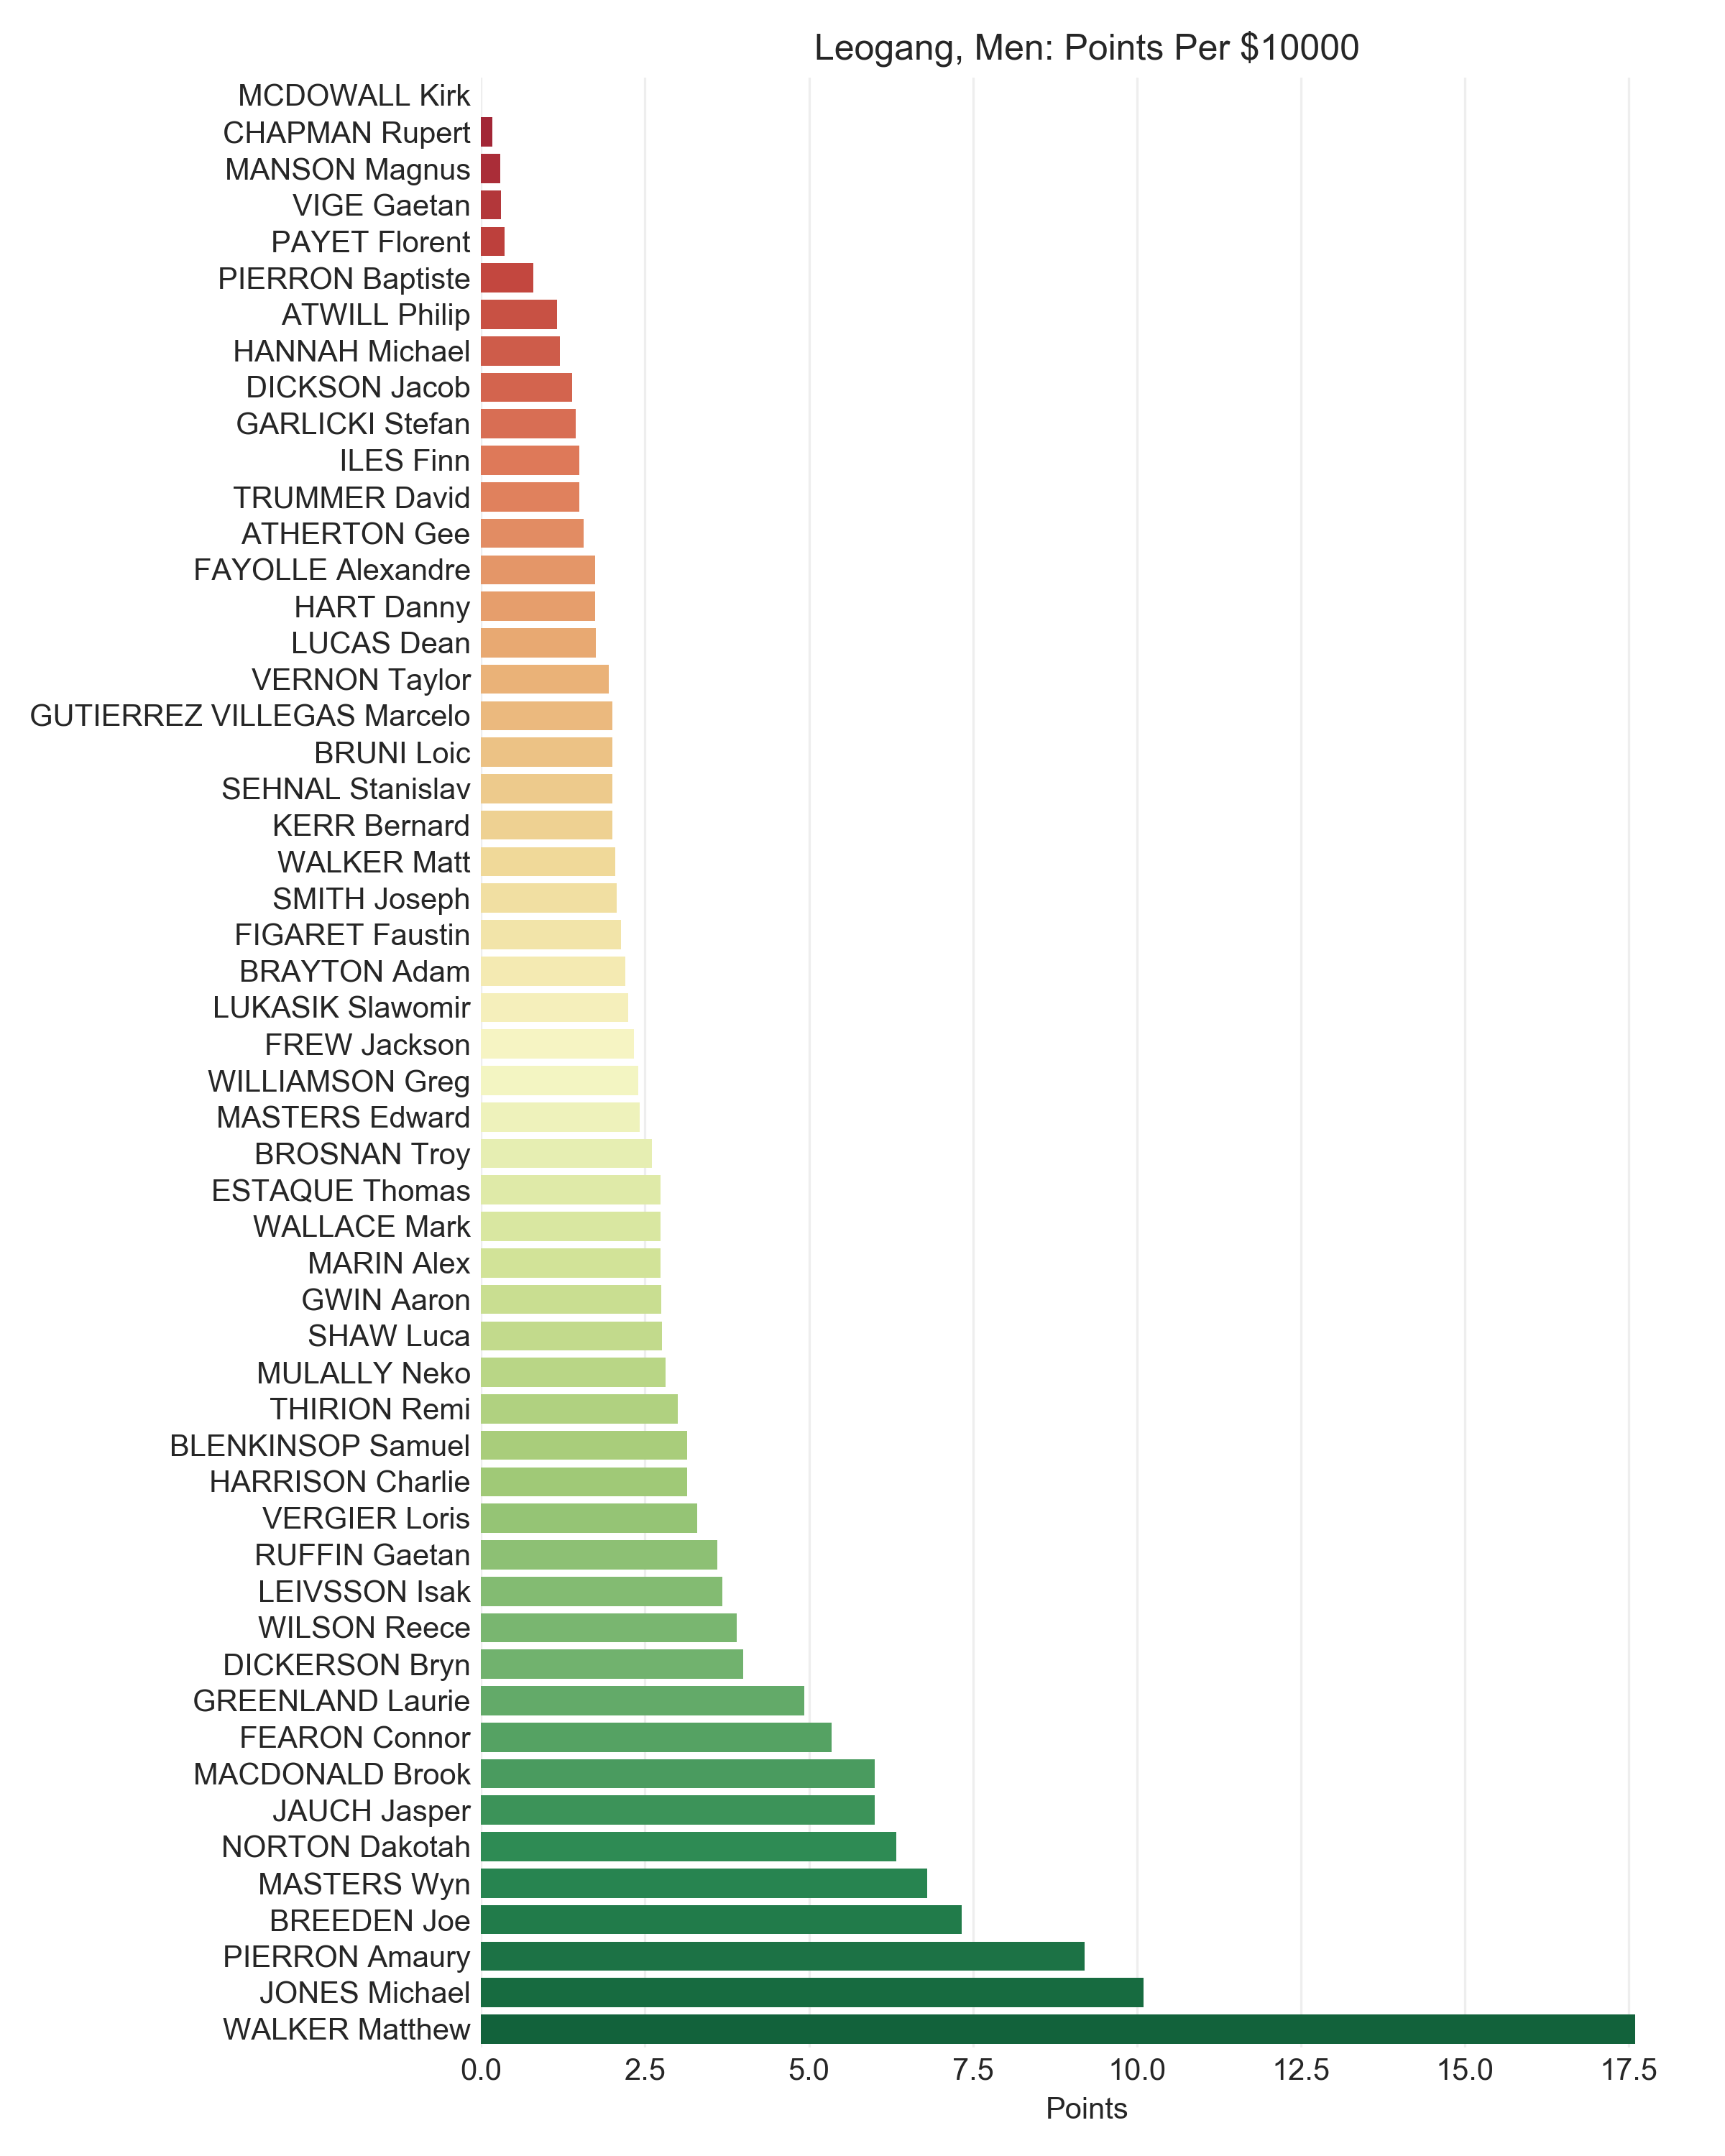 Leogang, Men: Points Per $10000
MCDOWALL Kirk
CHAPMAN Rupert
MANSON Magnus
VIGE Gaetan
PAYET Florent
PIERRON Baptiste
ATWILL Philip
HANNAH Michael
DICKSON Jacob
GARLICKI Stefan
ILES Finn
TRUMMER David
ATHERTON Gee
FAYOLLE Alexandre
HART Danny
LUCAS Dean
VERNON Taylor
GUTIERREZ VILLEGAS Marcelo
BRUNI Loic
SEHNAL Stanislav
KERR Bernard
WALKER Matt
SMITH Joseph
FIGARET Faustin
BRAYTON Adam
LUKASIK Slawomir
FREW Jackson
WILLIAMSON Greg
MASTERS Edward
BROSNAN Troy
ESTAQUE Thomas
WALLACE Mark
MARIN Alex
GWIN Aaron
SHAW Luca
MULALLY Neko
THIRION Remi
BLENKINSOP Samuel
HARRISON Charlie
VERGIER Loris
RUFFIN Gaetan
LEIVSSON Isak
WILSON Reece
DICKERSON Bryn
GREENLAND Laurie
FEARON Connor
MACDONALD Brook
JAUCH Jasper
NORTON Dakotah
MASTERS Wyn
BREEDEN Joe
PIERRON Amaury
JONES Michael
WALKER Matthew
0.0 2.5 5.0 7.5 10.0 12.5 15.0 17.5
Points